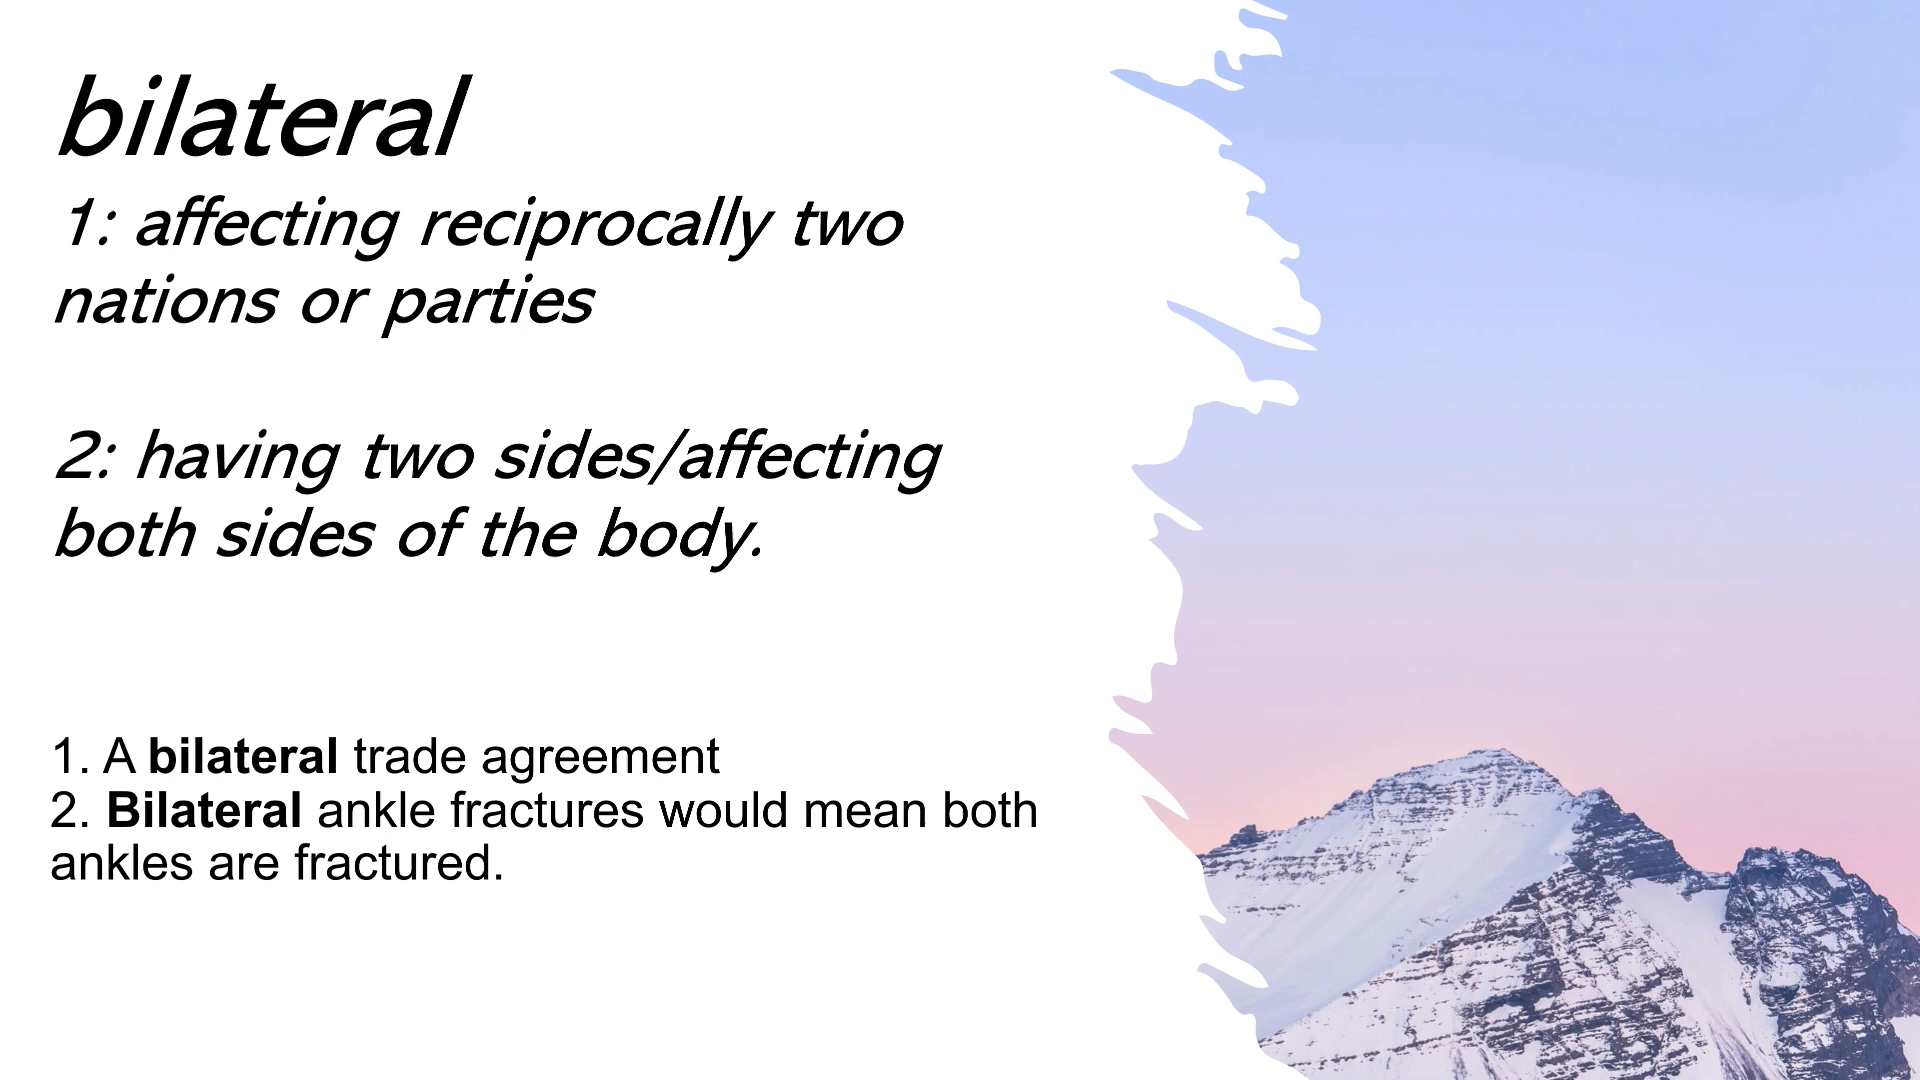 bilateral
1: affecting reciprocally two
nations or parties
2: having two sides/affecting
both sides of the body.
1. A bilateral trade agreement
2. Bilateral ankle fractures would mean both
ankles are fractured.